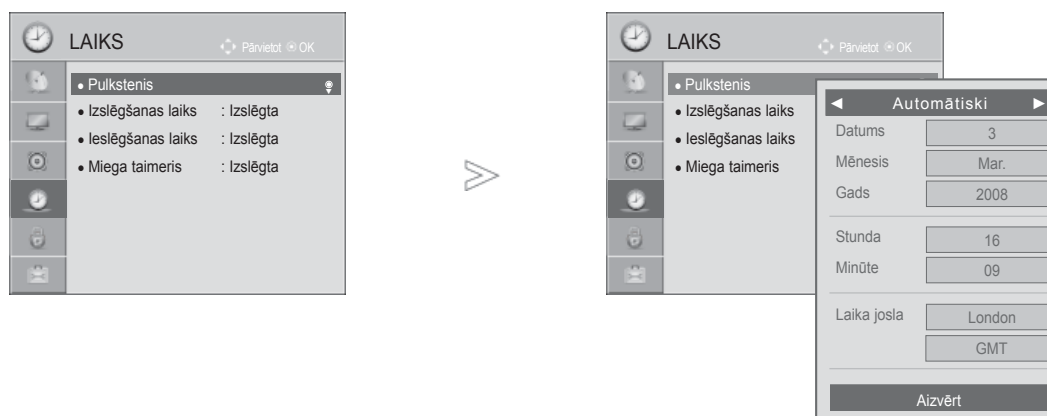 LAIKS Pārvietot OK
• Pulkstenis
• Izslēgšanas laiks : Izslēgta
• Ieslēgšanas laiks : Izslēgta
• Miega taimeris : Izslēgta
LAIKS Pārvietot OK
• Pulkstenis
• Izslēgšanas laiks
• Ieslēgšanas laiks
• Miega taimeris
◄ Automātiski ►
Datums 3
Mēnesis Mar.
Gads 2008
Stunda 16
Minūte 09
Laika josla London
GMT
Aizvērt